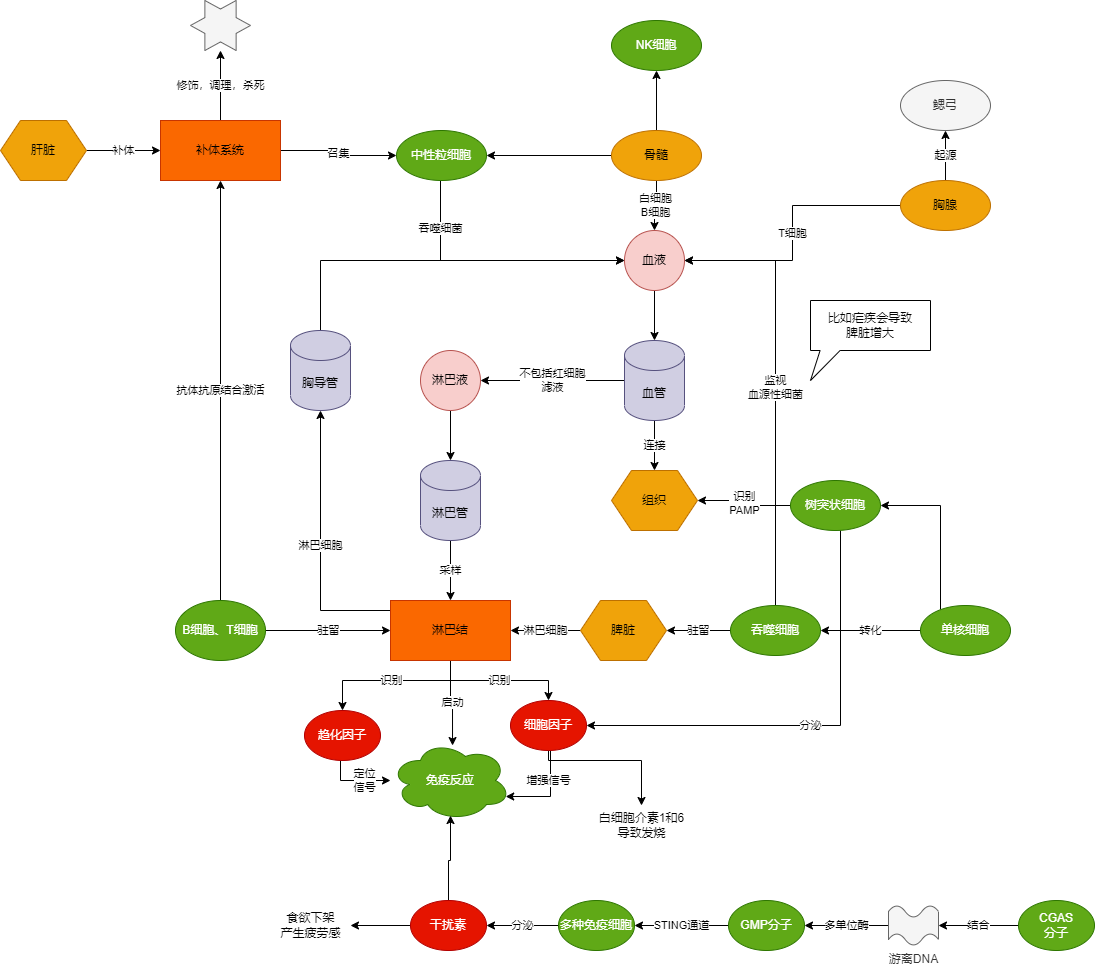 NK细胞
修饰，调理，杀死
鳃弓
肝脏
补体
补体系统
召集
中性粒细胞
骨髓
起源
白细胞
B细胞
胸腺
吞噬细菌
T细胞
血液
比如疟疾会导致
脾脏增大
胸导管
淋巴液
不包括红细胞
滤液
血管
监视
血源性细菌
抗体抗原结合激活
连接
淋巴管
组织
识别
PAMP
树突状细胞
淋巴细胞
采样
B细胞、T细胞
驻留
淋巴结
淋巴细胞
脾脏
驻留
吞噬细胞
转化
单核细胞
识别
识别
启动
趋化因子
细胞因子
分泌
定位
信号
免疫反应
增强信号
白细胞介素1和6
导致发烧
食欲下架
产生疲劳感
干扰素
分泌
多种免疫细胞
STING通道
GMP分子
多单位酶
游离DNA
结合
CGAS
分子